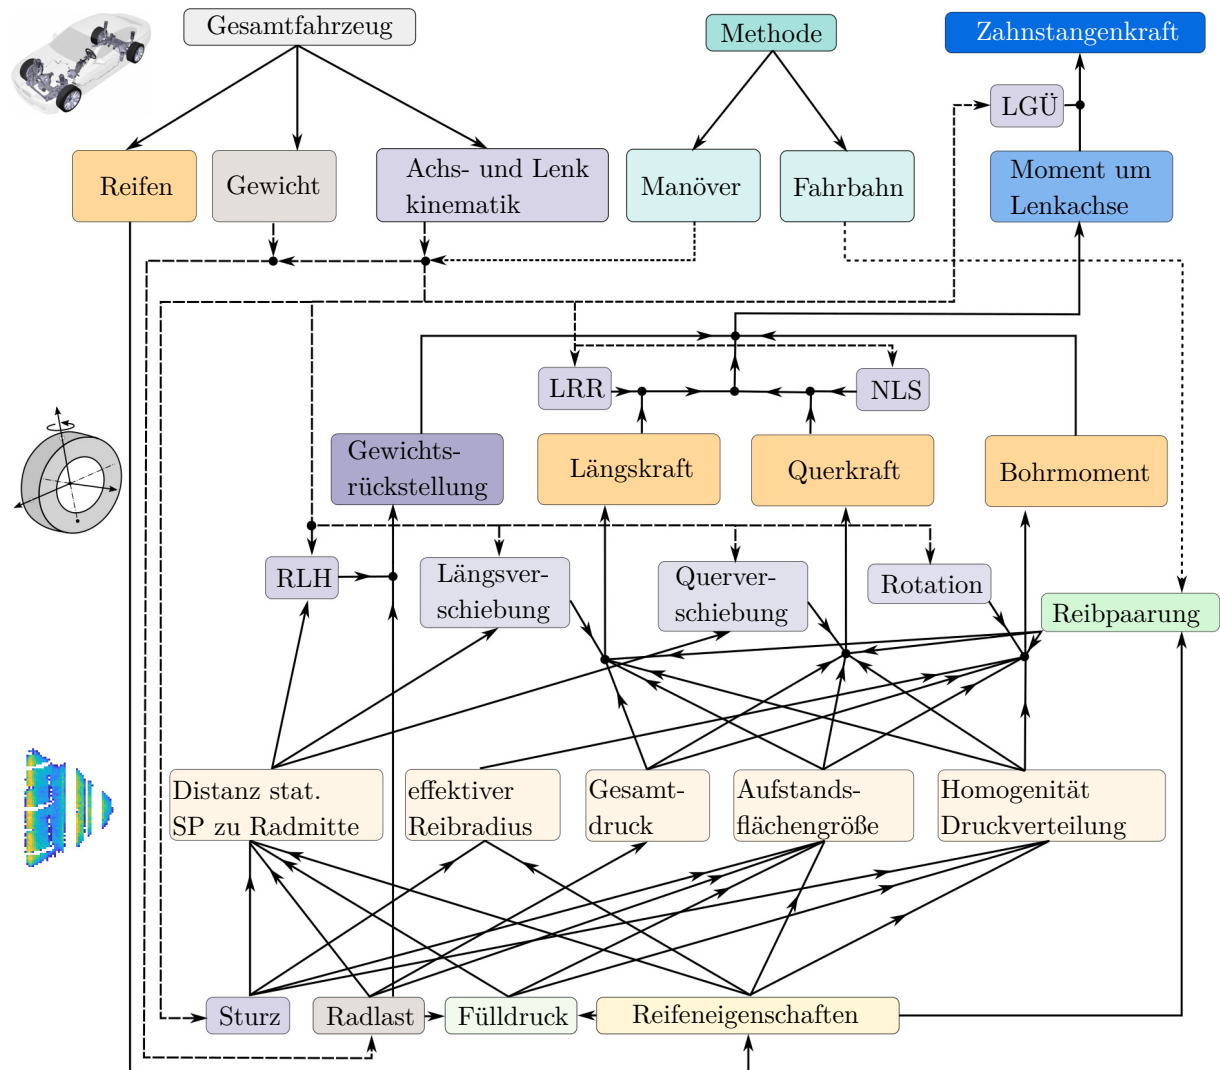 Gesamtfahrzeug
Methode
Zahnstangenkraft
LGÜ
Reifen
Gewicht
Achs- und Lenk
kinematik
Manöver
Fahrbahn
Moment um
Lenkachse
LRR
NLS
Gewichts-
rückstellung
Längskraft
Querkraft
Bohrmoment
RLH
Längsver-
schiebung
Querver-
schiebung
Rotation
Reibpaarung
Distanz stat.
SP zu Radmitte
effektiver
Reibradius
Gesamt-
druck
Aufstands-
flächengröße
Homogenität
Druckverteilung
Sturz
Radlast
Fülldruck
Reifeneigenschaften